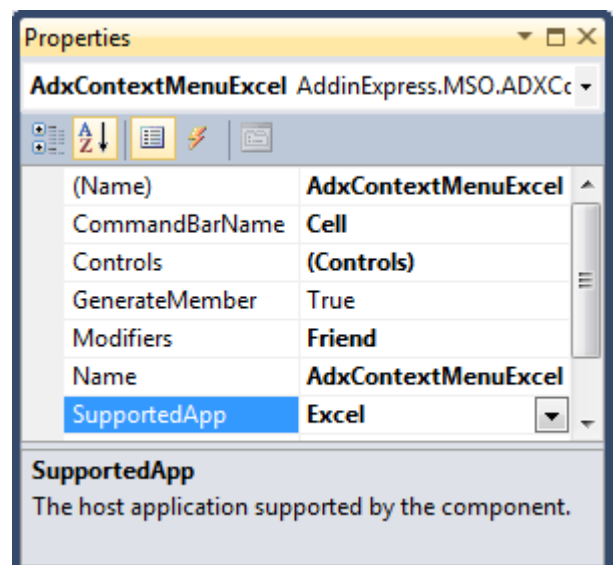 Properties
AdxContextMenuExcel AddinExpress.MSO.ADXCc
(Name) AdxContextMenuExcel
CommandBarName Cell
Controls (Controls)
GenerateMember True
Modifiers Friend
Name AdxContextMenuExcel
SupportedApp Excel
SupportedApp
The host application supported by the component.